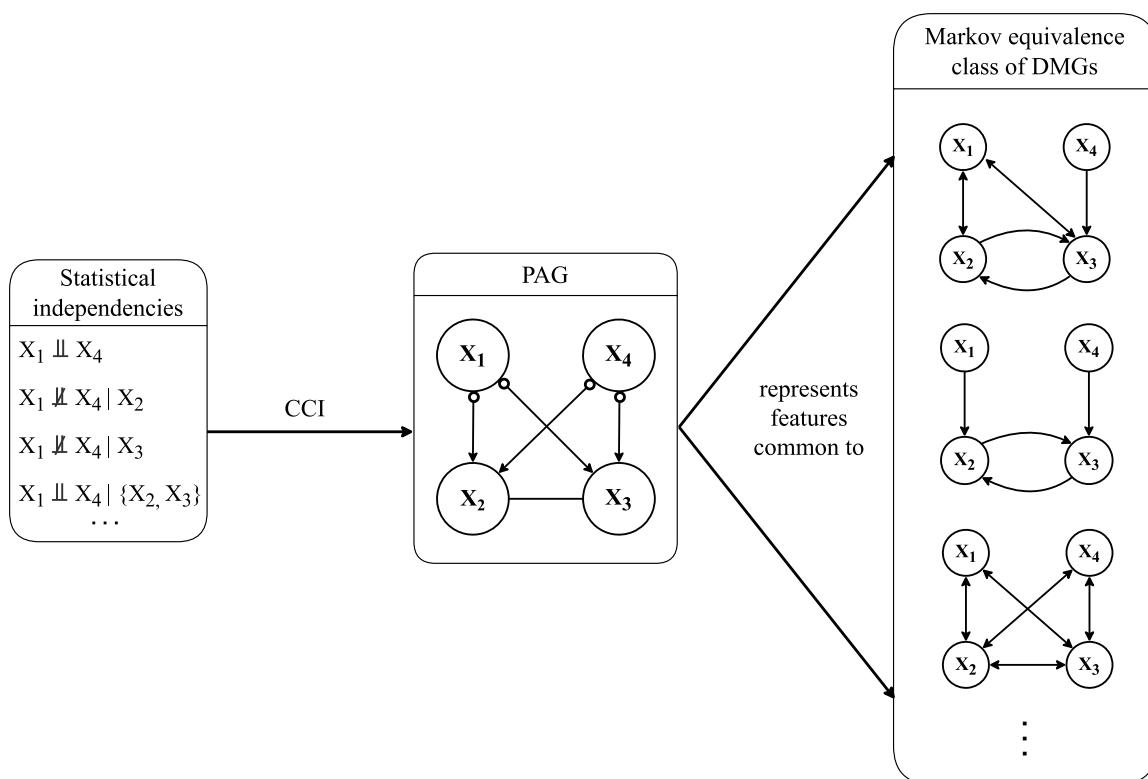 Statistical
independencies
X₁ ⫫ X₄
X₁ ⫫̸ X₄ | X₂
X₁ ⫫̸ X₄ | X₃
X₁ ⫫ X₄ | {X₂, X₃}
...
CCI
PAG
X₁
X₄
X₂
X₃
represents
features
common to
Markov equivalence
class of DMGs
X₁
X₄
X₂
X₃
X₁
X₄
X₂
X₃
X₁
X₄
X₂
X₃
⋮